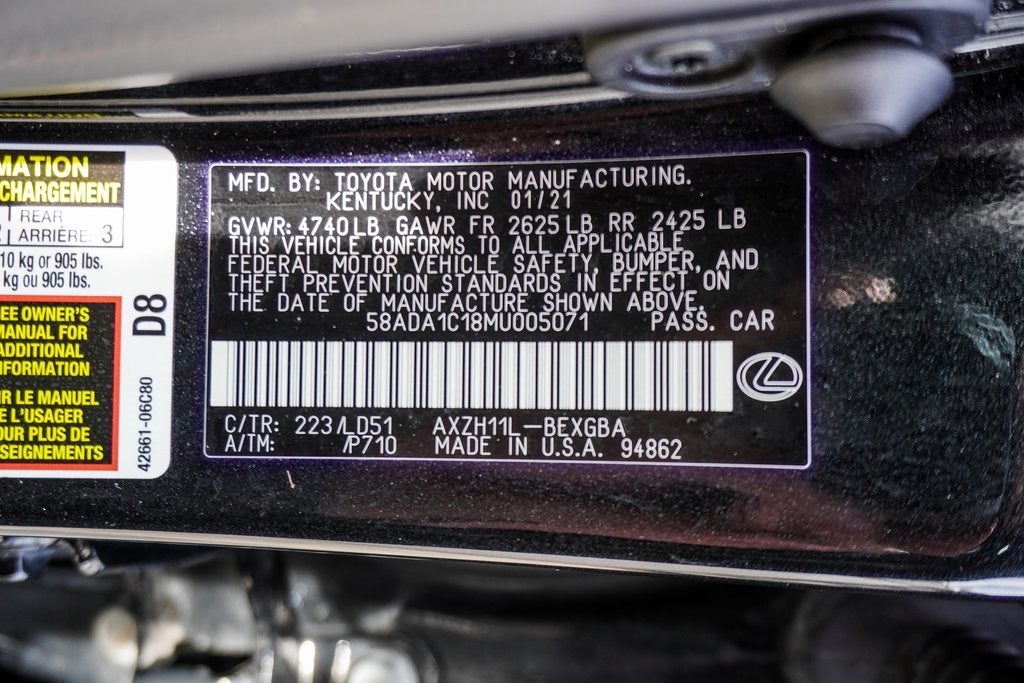 MATION
CHARGEMENT
REAR
ARRIÈRE 3
10 kg or 905 lbs.
kg ou 905 lbs.
EE OWNER'S
MANUAL FOR
ADDITIONAL
NFORMATION
R LE MANUEL
E L'USAGER
OUR PLUS DE
SEIGNEMENTS
D8
42661-06C80
MFD. BY: TOYOTA MOTOR MANUFACTURING.
KENTUCKY, INC 01/21
GVWR: 4740LB GAWR FR 2625LB RR 2425 LB
THIS VEHICLE CONFORMS TO ALL APPLICABLE
FEDERAL MOTOR VEHICLE SAFETY, BUMPER, AND
THEFT PREVENTION STANDARDS IN EFFECT ON
THE DATE OF MANUFACTURE SHOWN ABOVE.
58ADA1C18MU005071 PASS. CAR
C/TR: 223/LD51 AXZH11L-BEXGBA
A/TM: /P710 MADE IN U.S.A. 94862